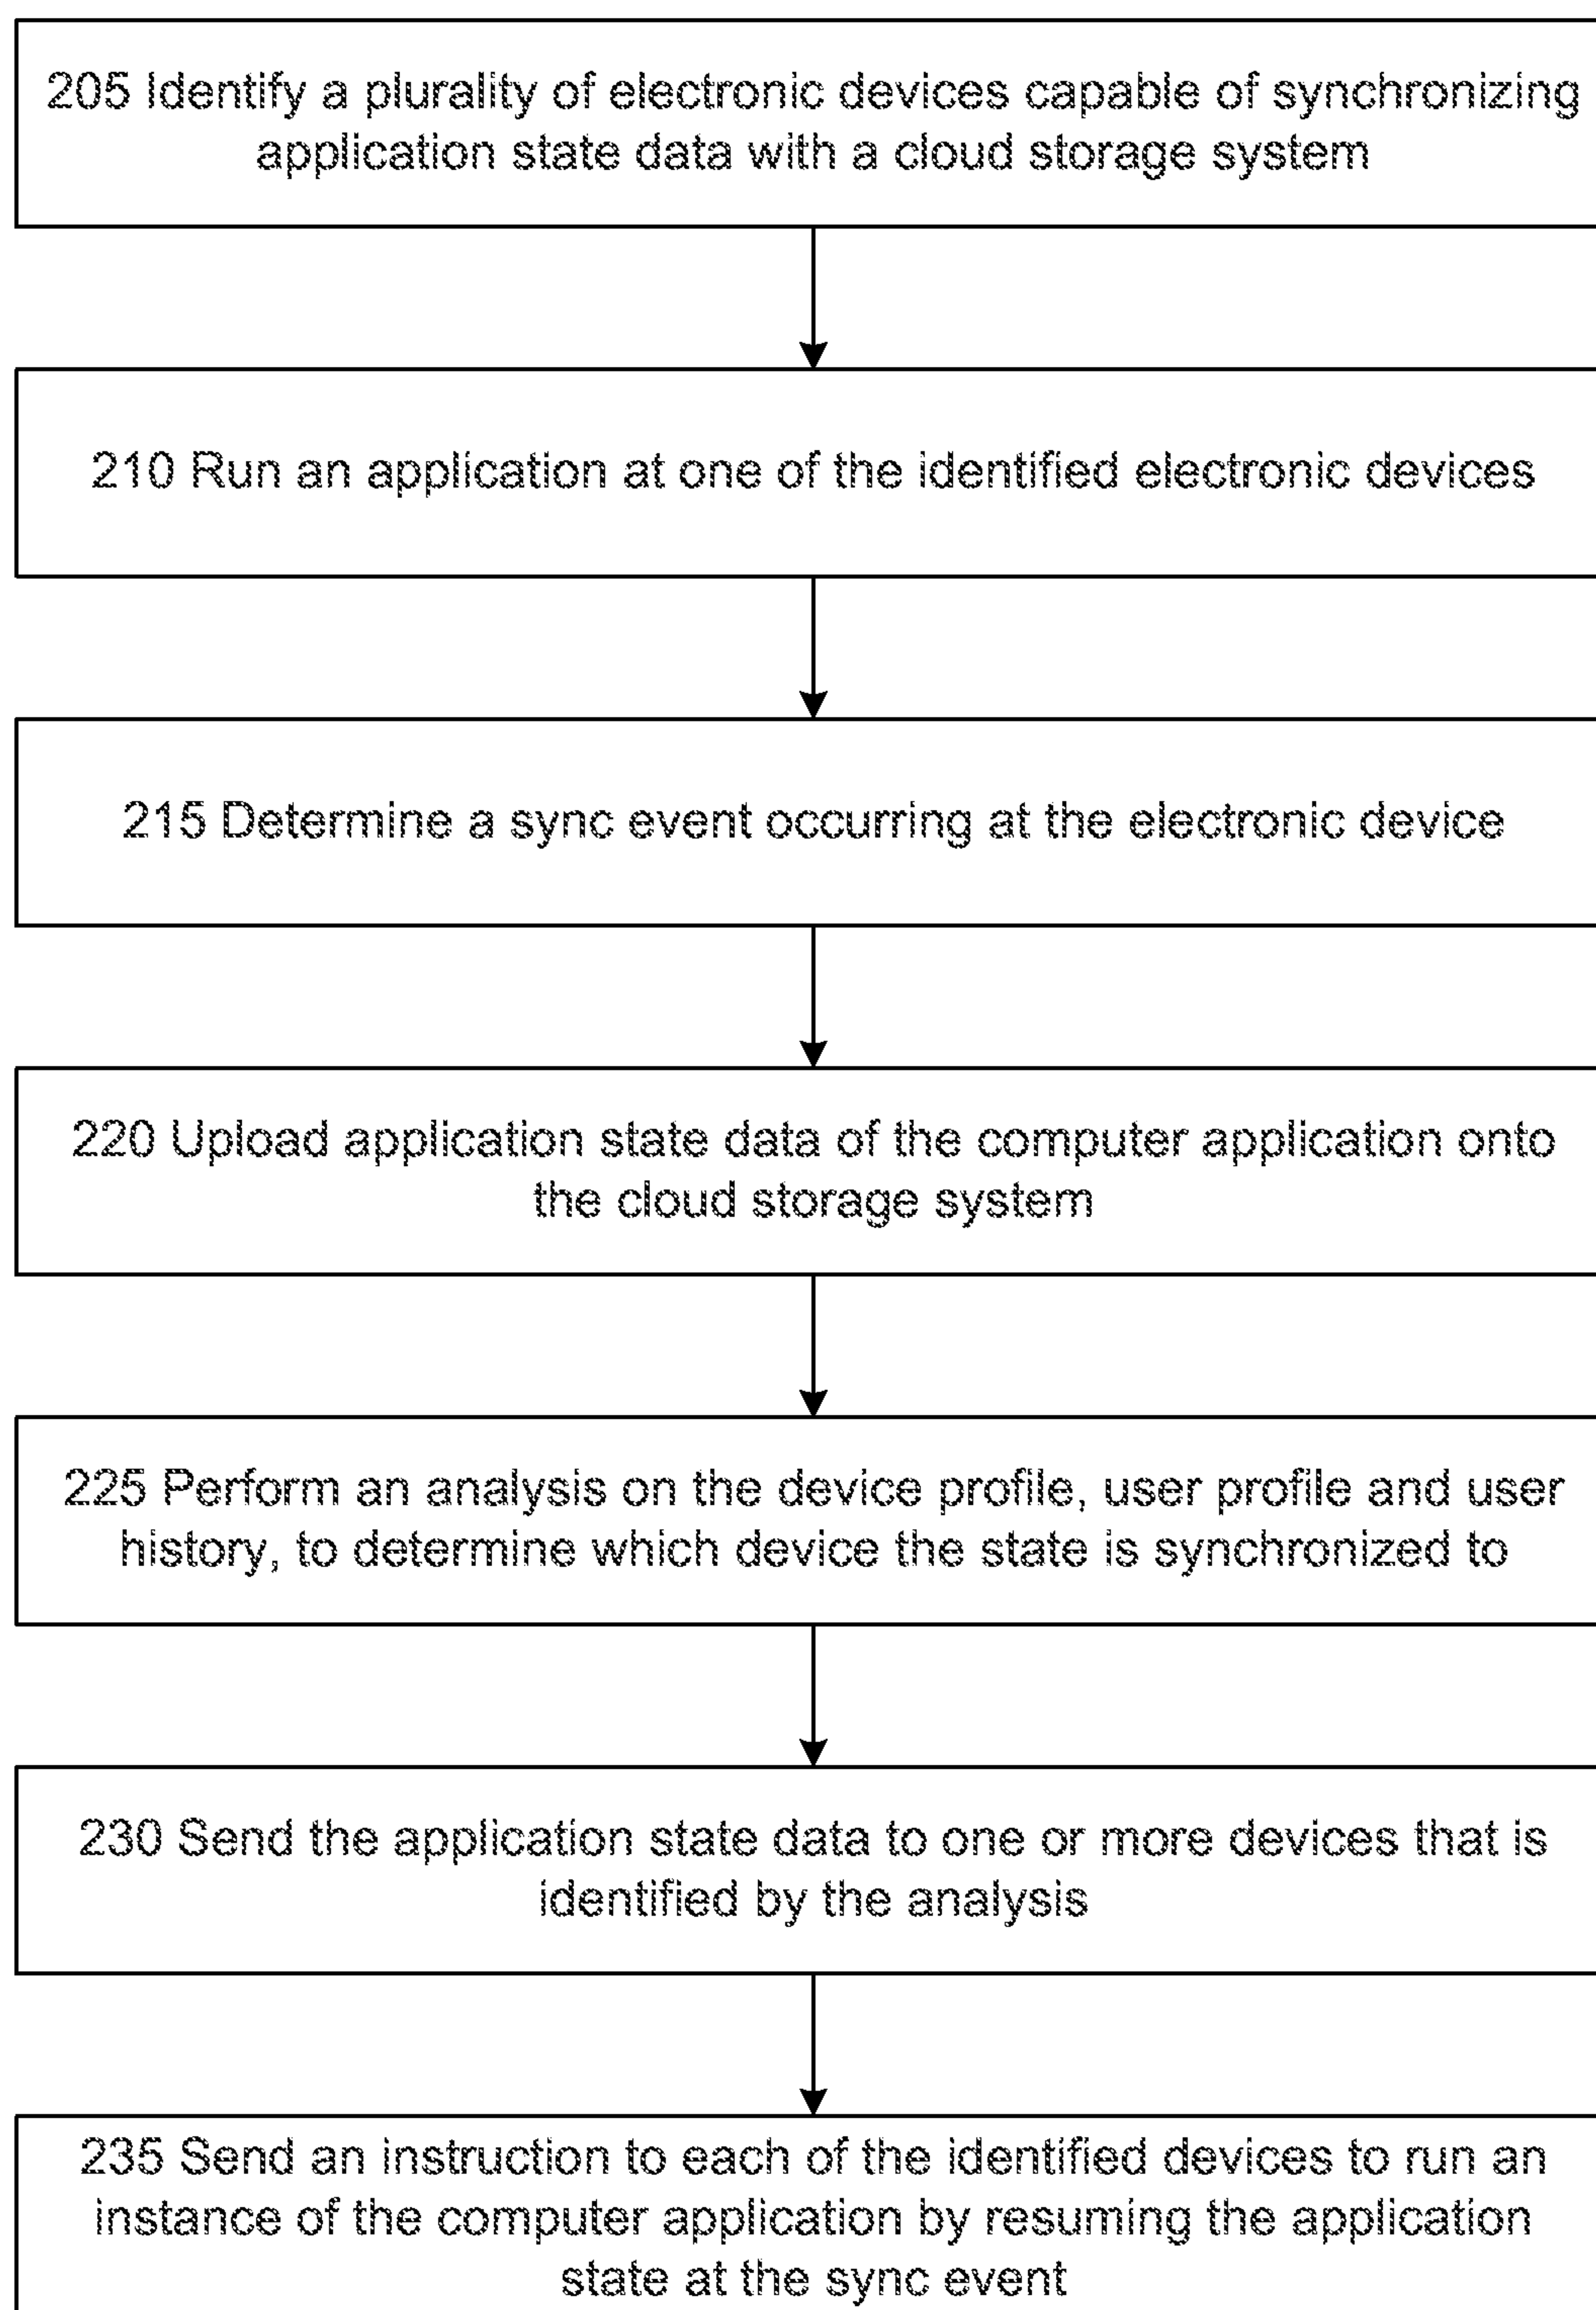 205 Identify a plurality of electronic devices capable of synchronizing
application state data with a cloud storage system
210 Run an application at one of the identified electronic devices
215 Determine a sync event occurring at the electronic device
220 Upload application state data of the computer application onto
the cloud storage system
225 Perform an analysis on the device profile, user profile and user
history, to determine which device the state is synchronized to
230 Send the application state data to one or more devices that is
identified by the analysis
235 Send an instruction to each of the identified devices to run an
instance of the computer application by resuming the application
state at the sync event